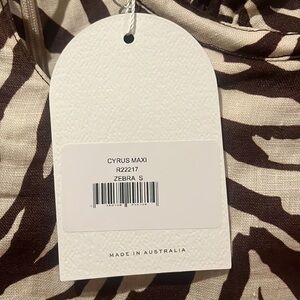 CYRUS MAXI
R22217
ZEBRA S
MADE IN AUSTRALIA